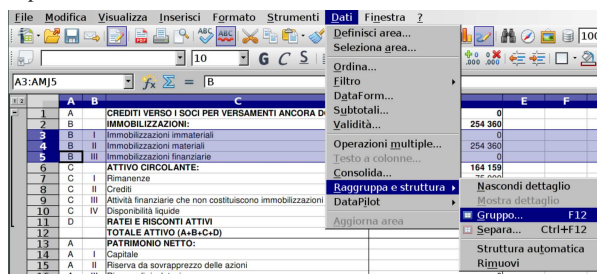 File Modifica Visualizza Inserisci Formato Strumenti Dati Finestra ?
10 G C S
A3:AMJ5 fx Σ = B
Definisci area...
Seleziona area...
Ordina...
Filtro
DataForm...
Subtotali...
Validità...
Operazioni multiple...
Testo a colonne...
Consolida...
Raggruppa e struttura
DataPilot
Aggiorna area
Nascondi dettaglio
Mostra dettaglio
Gruppo... F12
Separa... Ctrl+F12
Struttura automatica
Rimuovi
1 2 A B C E F
1 A CREDITI VERSO I SOCI PER VERSAMENTI ANCORA D 0
2 B IMMOBILIZZAZIONI: 254 360
3 B I Immobilizzazioni immateriali 0
4 B II Immobilizzazioni materiali 254 360
5 B III Immobilizzazioni finanziarie 0
6 C ATTIVO CIRCOLANTE: 164 159
7 C I Rimanenze
8 C II Crediti
9 C III Attività finanziarie che non costituiscono immobilizzazioni
10 C IV Disponibilità liquide
11 D RATEI E RISCONTI ATTIVI
12 TOTALE ATTIVO (A+B+C+D)
13 A PATRIMONIO NETTO:
14 A I Capitale
15 A II Riserva da sovrapprezzo delle azioni